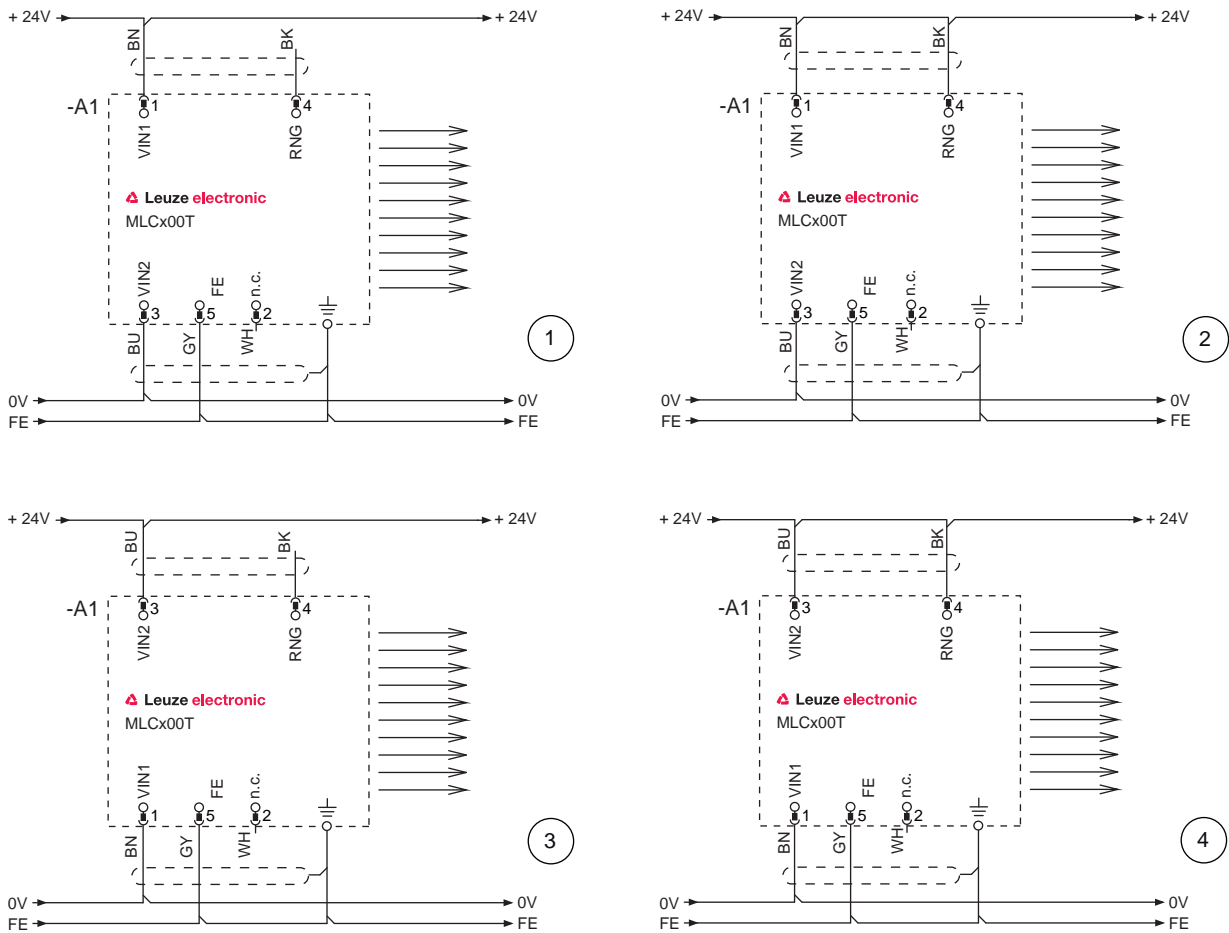 + 24V
+ 24V
BN
BK
-A1
1
4
VIN1
RNG
Leuze electronic
MLCx00T
VIN2
FE
n.c.
3
5
2
BU
GY
WH
1
0V
0V
FE
FE
+ 24V
+ 24V
BN
BK
-A1
1
4
VIN1
RNG
Leuze electronic
MLCx00T
VIN2
FE
n.c.
3
5
2
BU
GY
WH
2
0V
0V
FE
FE
+ 24V
+ 24V
BU
BK
-A1
3
4
VIN2
RNG
Leuze electronic
MLCx00T
VIN1
FE
n.c.
1
5
2
BN
GY
WH
3
0V
0V
FE
FE
+ 24V
+ 24V
BU
BK
-A1
3
4
VIN2
RNG
Leuze electronic
MLCx00T
VIN1
FE
n.c.
1
5
2
BN
GY
WH
4
0V
0V
FE
FE